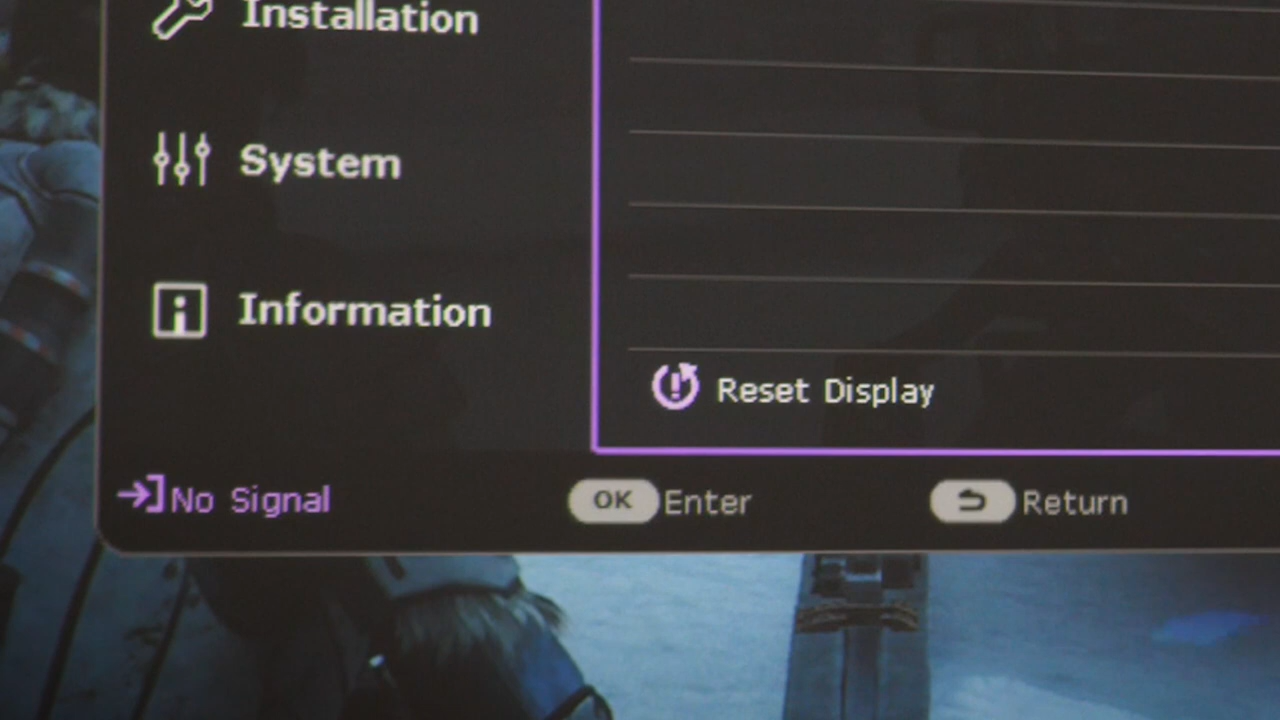 Installation
System
Information
Reset Display
No Signal
OK Enter
Return